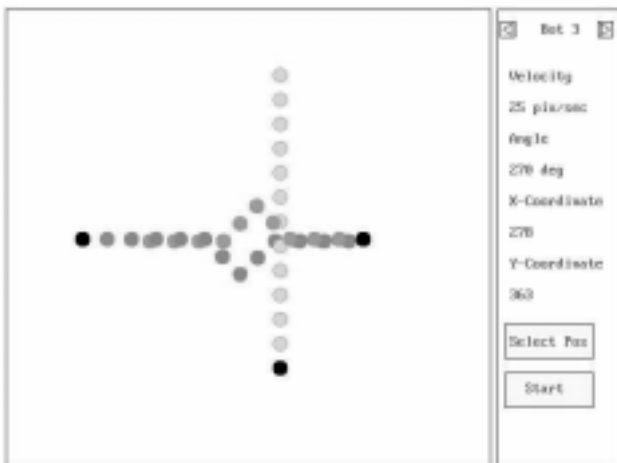 Bot 3
Velocity
25 pix/sec
Angle
270 deg
X-Coordinate
270
Y-Coordinate
363
Select Pos
Start